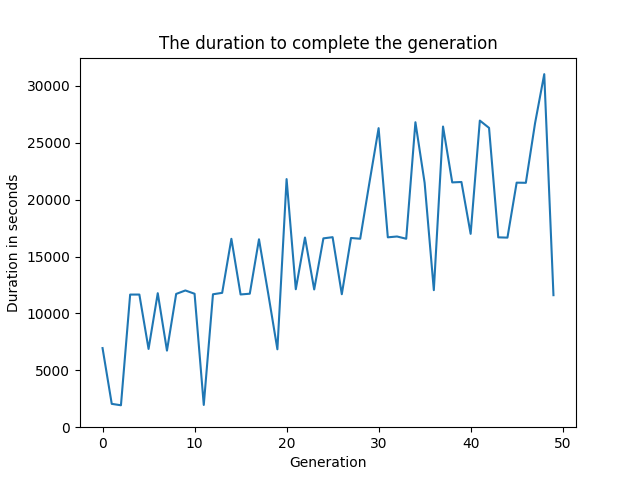 The duration to complete the generation
30000
25000
20000
15000
10000
5000
0
Duration in seconds
0 10 20 30 40 50
Generation